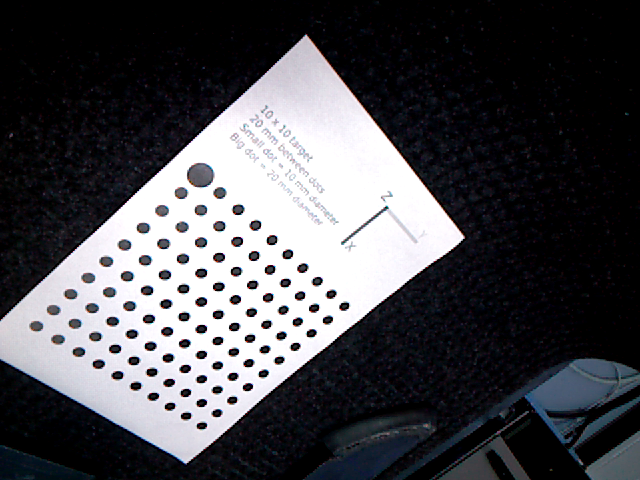 10 x 10 target
20 mm between dots
Small dot = 10 mm diameter
Big dot = 20 mm diameter
Z
Y
X